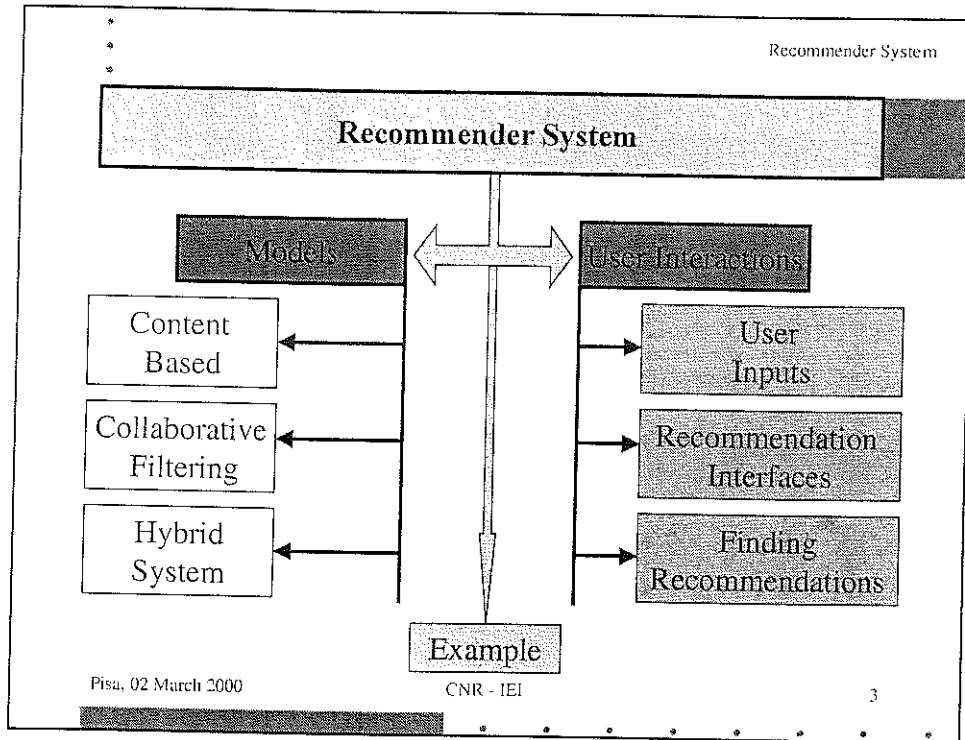 Recommender System
Recommender System
Models
User Interactions
Content
Based
User
Inputs
Collaborative
Filtering
Recommendation
Interfaces
Hybrid
System
Finding
Recommendations
Example
Pisa, 02 March 2000
CNR - IEI
3